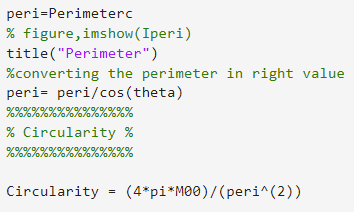 peri=Perimeterc
% figure,imshow(Iperi)
title("Perimeter")
%converting the perimeter in right value
peri= peri/cos(theta)
%%%%%%%%%%%%%%%
% Circularity %
%%%%%%%%%%%%%%%
Circularity = (4*pi*M00)/(peri^(2))